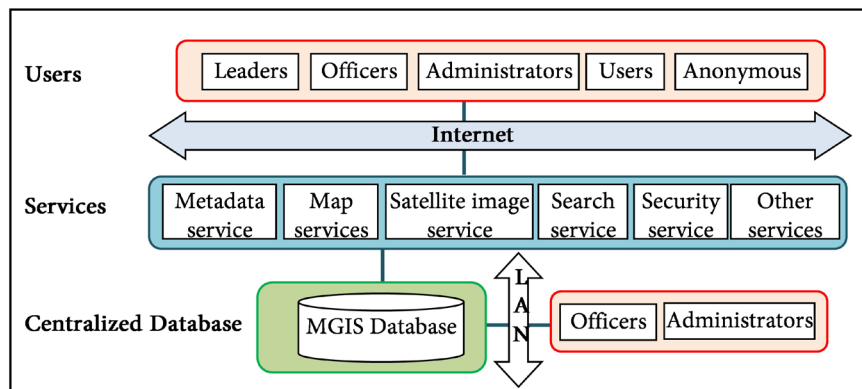 Users
Leaders
Officers
Administrators
Users
Anonymous
Internet
Services
Metadata
service
Map
services
Satellite image
service
Search
service
Security
service
Other
services
Centralized Database
MGIS Database
LAN
Officers
Administrators